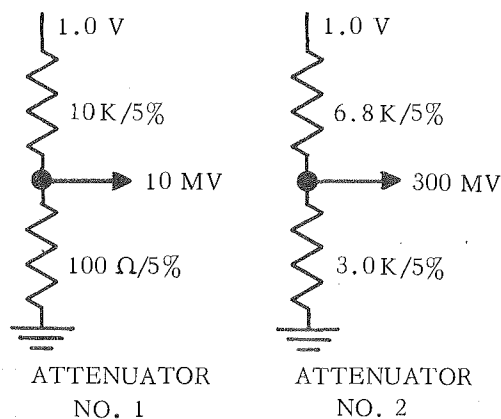 1.0 V
10K/5%
10 MV
100 Ω/5%
ATTENUATOR
NO. 1
1.0 V
6.8K/5%
300 MV
3.0K/5%
ATTENUATOR
NO. 2